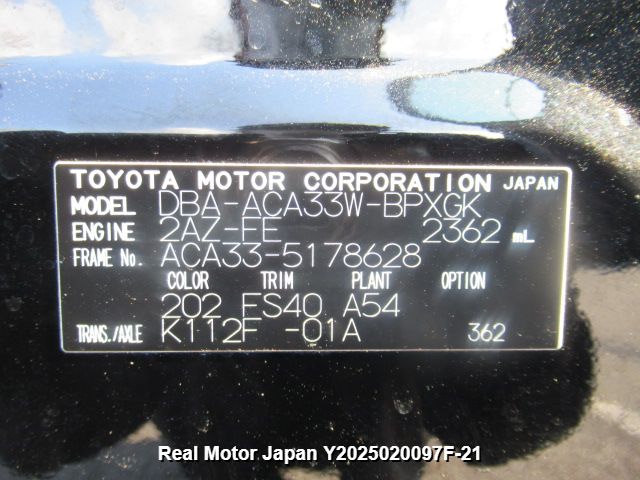 TOYOTA MOTOR CORPORATION JAPAN
MODEL DBA-ACA33W-BPXGK
ENGINE 2AZ-FE 2362 mL
FRAME No. ACA33-5178628
COLOR TRIM PLANT OPTION
202 FS40 A54
TRANS./AXLE K112F -01A 362
Real Motor Japan Y2025020097F-21